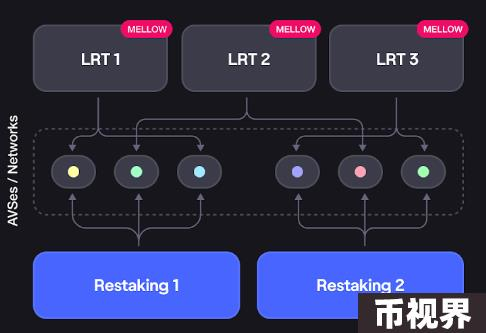 MELLOW
MELLOW
MELLOW
LRT 1
LRT 2
LRT 3
AVSes / Networks
Restaking 1
Restaking 2
币视界